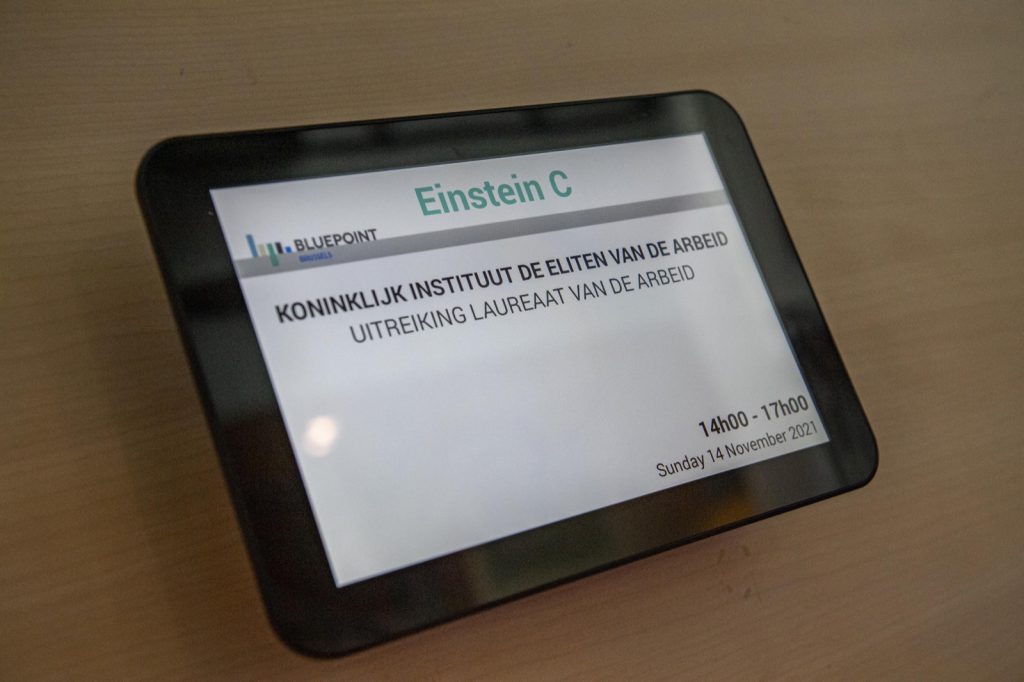 Einstein C
BLUEPOINT
BRUSSELS
KONINKLIJK INSTITUUT DE ELITEN VAN DE ARBEID
UITREIKING LAUREAAT VAN DE ARBEID
14h00 - 17h00
Sunday 14 November 2021